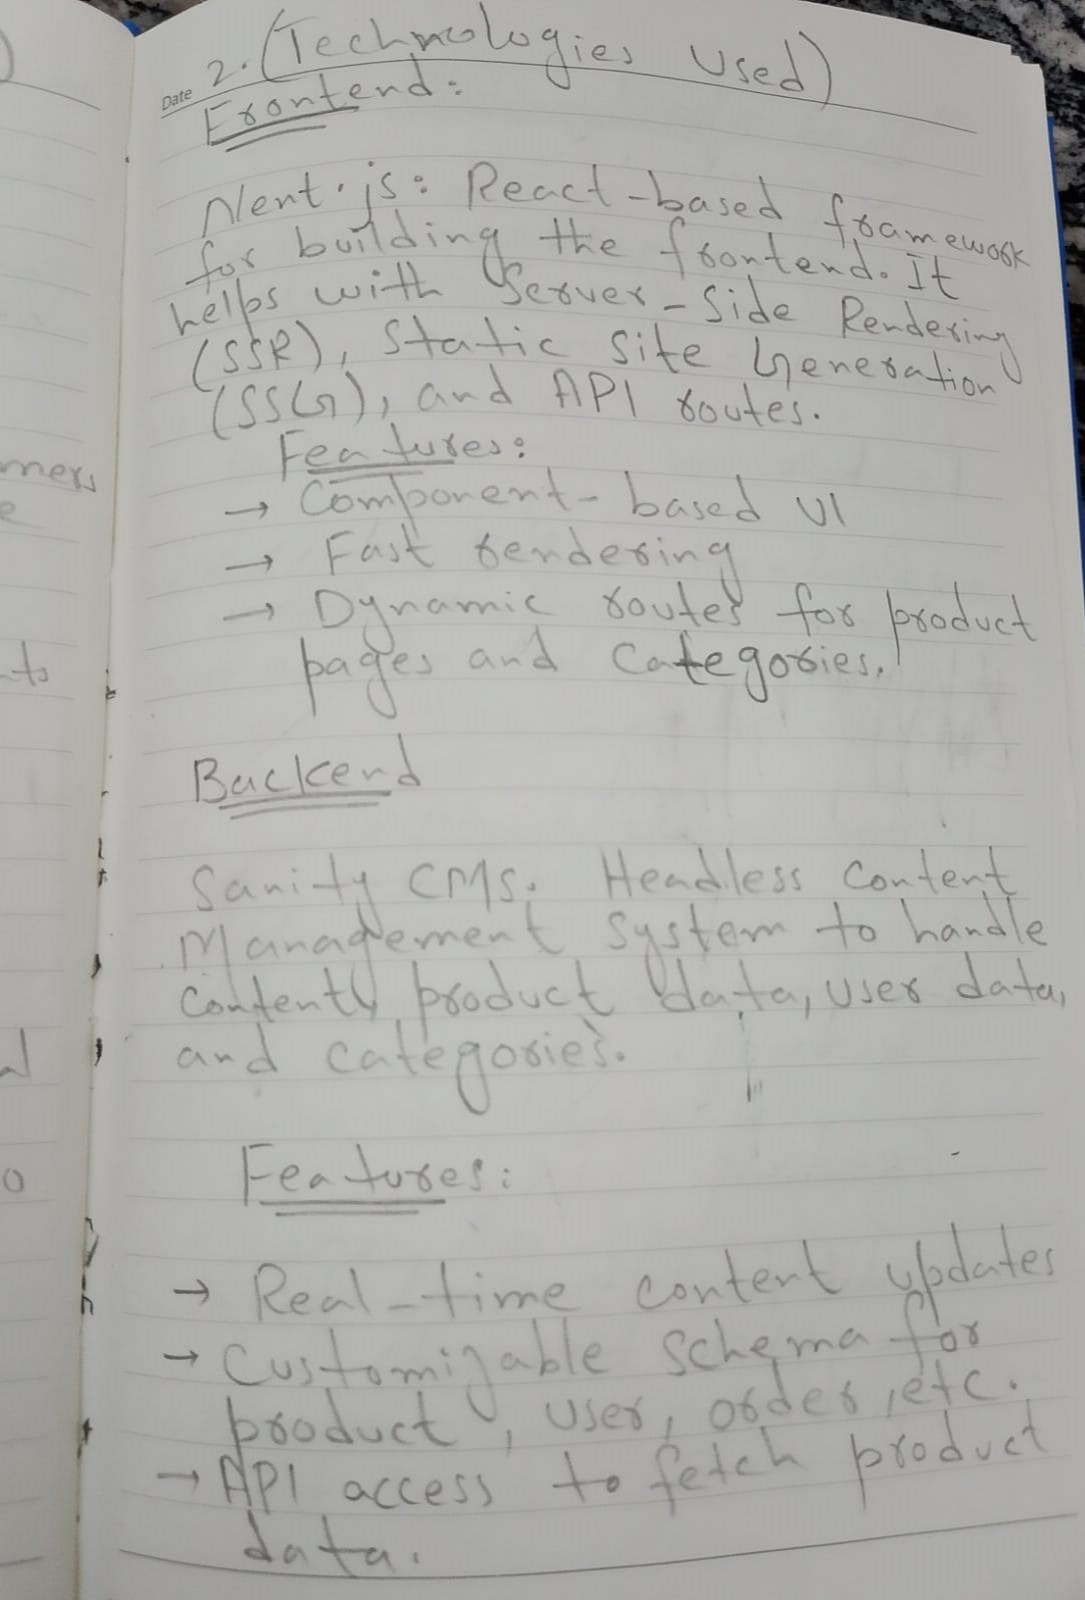 2. (Technologies Used)
Date
Frontend:
Next.js: React-based framework
for building the frontend. It
helps with Server-Side Rendering
(SSR), Static Site Generation
(SSG), and API routes.
Features:
→ Component-based UI
→ Fast rendering
→ Dynamic routes for product
pages and categories.
Backend
Sanity CMS: Headless Content
Management System to handle
content, product data, user data,
and categories.
Features:
→ Real-time content updates
→ Customizable schema for
product, user, order, etc.
→ API access to fetch product
data.